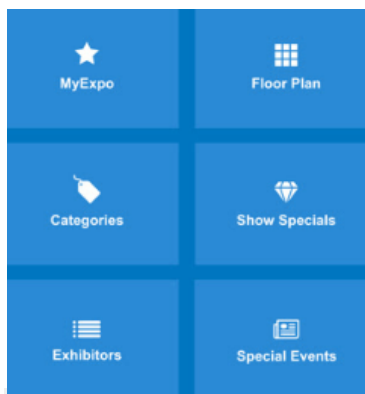 MyExpo
Floor Plan
Categories
Show Specials
Exhibitors
Special Events